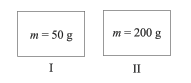 m = 50 g
m = 200 g
I
II